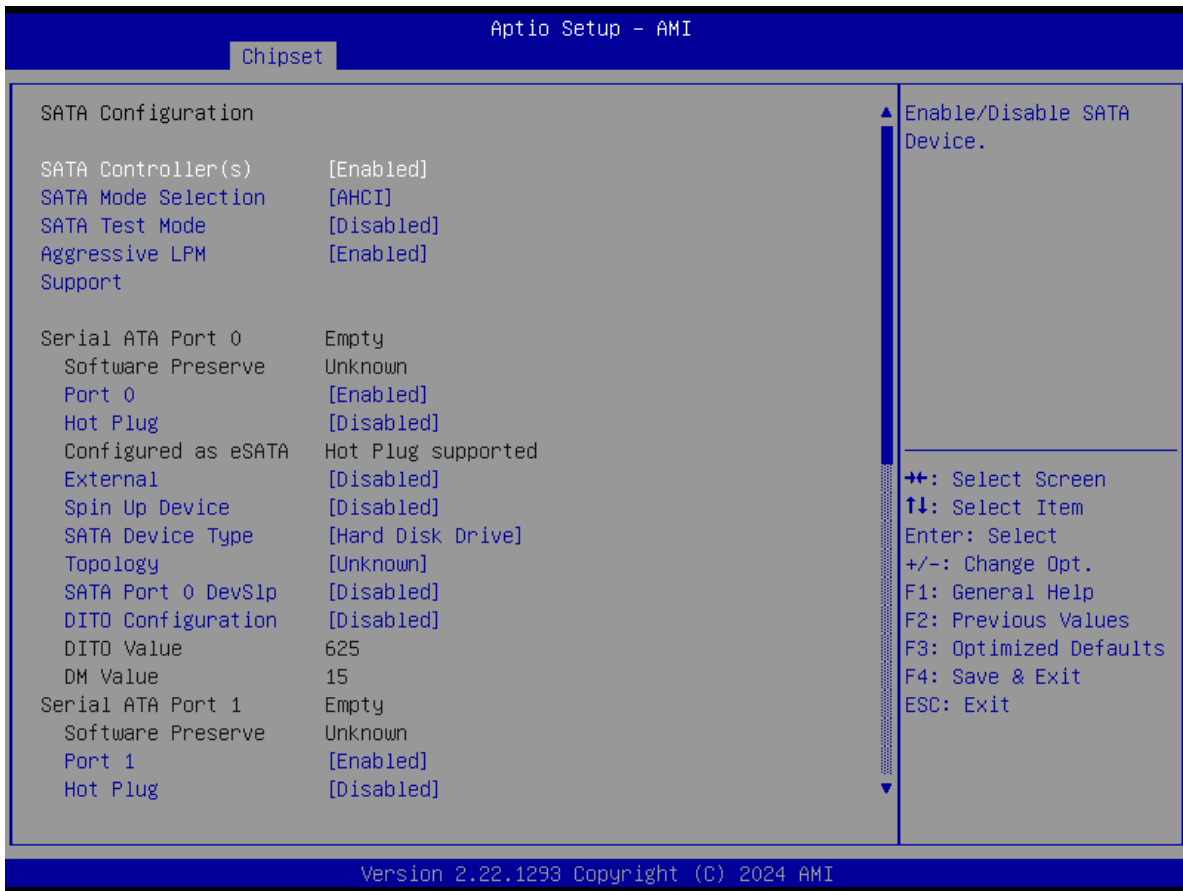 Aptio Setup – AMI
Chipset
SATA Configuration
SATA Controller(s) [Enabled]
SATA Mode Selection [AHCI]
SATA Test Mode [Disabled]
Aggressive LPM [Enabled]
Support
Serial ATA Port 0 Empty
Software Preserve Unknown
Port 0 [Enabled]
Hot Plug [Disabled]
Configured as eSATA Hot Plug supported
External [Disabled]
Spin Up Device [Disabled]
SATA Device Type [Hard Disk Drive]
Topology [Unknown]
SATA Port 0 DevSlp [Disabled]
DITO Configuration [Disabled]
DITO Value 625
DM Value 15
Serial ATA Port 1 Empty
Software Preserve Unknown
Port 1 [Enabled]
Hot Plug [Disabled]
Enable/Disable SATA
Device.
→←: Select Screen
↑↓: Select Item
Enter: Select
+/-: Change Opt.
F1: General Help
F2: Previous Values
F3: Optimized Defaults
F4: Save & Exit
ESC: Exit
Version 2.22.1293 Copyright (C) 2024 AMI